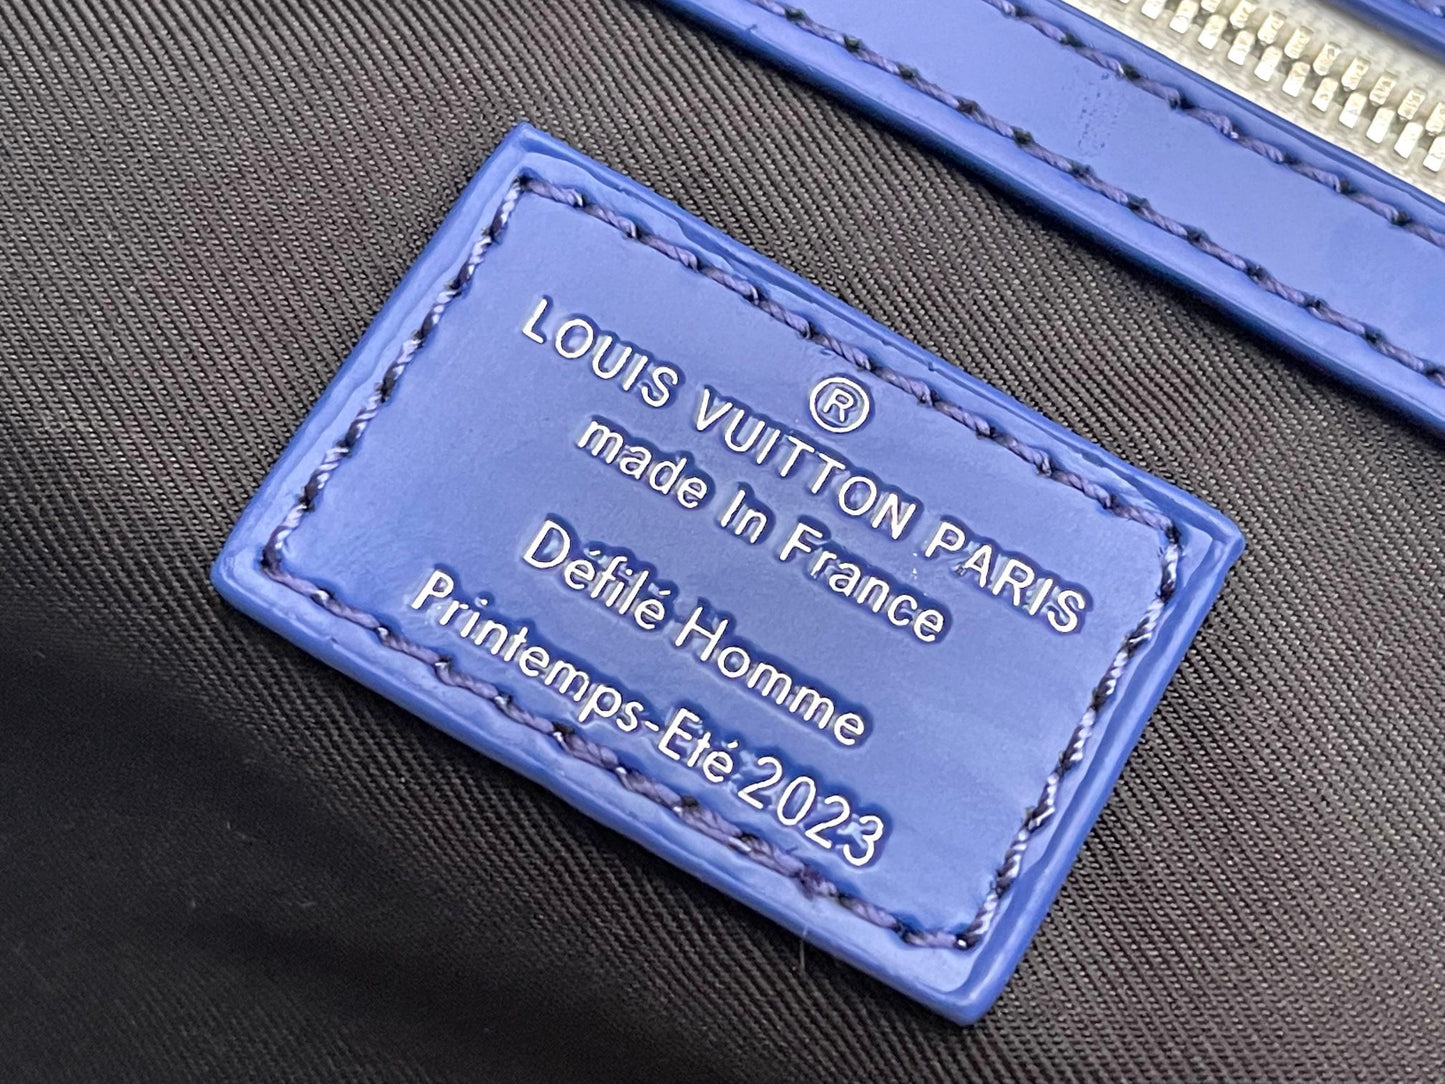 ®
LOUIS VUITTON PARIS
made In France
Défilé Homme
Printemps-Eté 2023